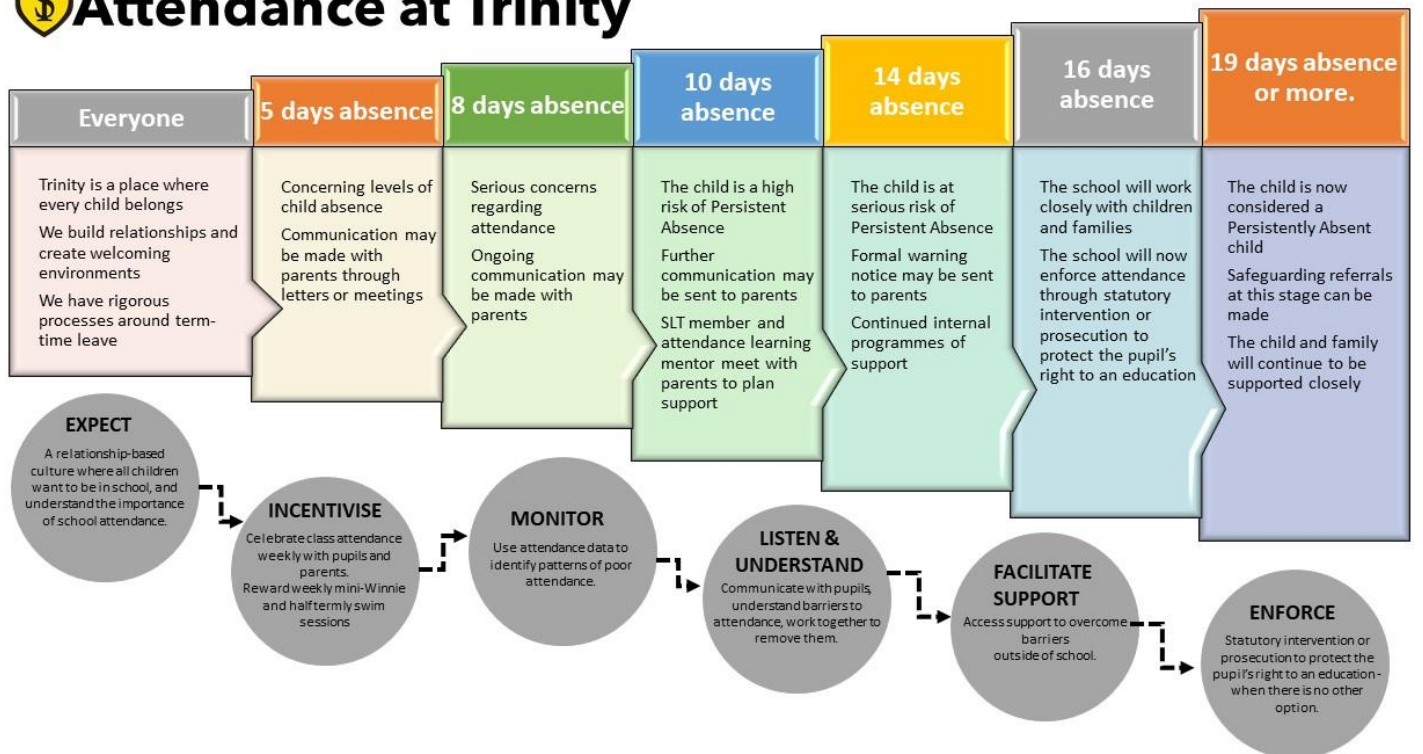 Attendance at Trinity
Everyone
Trinity is a place where
every child belongs
We build relationships and
create welcoming
environments
We have rigorous
processes around term-
time leave
5 days absence
Concerning levels of
child absence
Communication may
be made with
parents through
letters or meetings
8 days absence
Serious concerns
regarding
attendance
Ongoing
communication may
be made with
parents
10 days
absence
The child is a high
risk of Persistent
Absence
Further
communication may
be sent to parents
SLT member and
attendance learning
mentor meet with
parents to plan
support
14 days
absence
The child is at
serious risk of
Persistent Absence
Formal warning
notice may be sent
to parents
Continued internal
programmes of
support
16 days
absence
The school will work
closely with children
and families
The school will now
enforce attendance
through statutory
intervention or
prosecution to
protect the pupil's
right to an education
19 days absence
or more.
The child is now
considered a
Persistently Absent
child
Safeguarding referrals
at this stage can be
made
The child and family
will continue to be
supported closely
EXPECT
A relationship-based
culture where all children
want to be in school, and
understand the importance
of school attendance.
INCENTIVISE
Celebrate class attendance
weekly with pupils and
parents.
Reward weekly mini-Winnie
and half termly swim
sessions
MONITOR
Use attendance data to
identify patterns of poor
attendance.
LISTEN &
UNDERSTAND
Communicate with pupils,
understand barriers to
attendance, work together to
remove them.
FACILITATE
SUPPORT
Access support to overcome
barriers
outside of school.
ENFORCE
Statutory intervention or
prosecution to protect the
pupil's right to an education-
when there is no other
option.